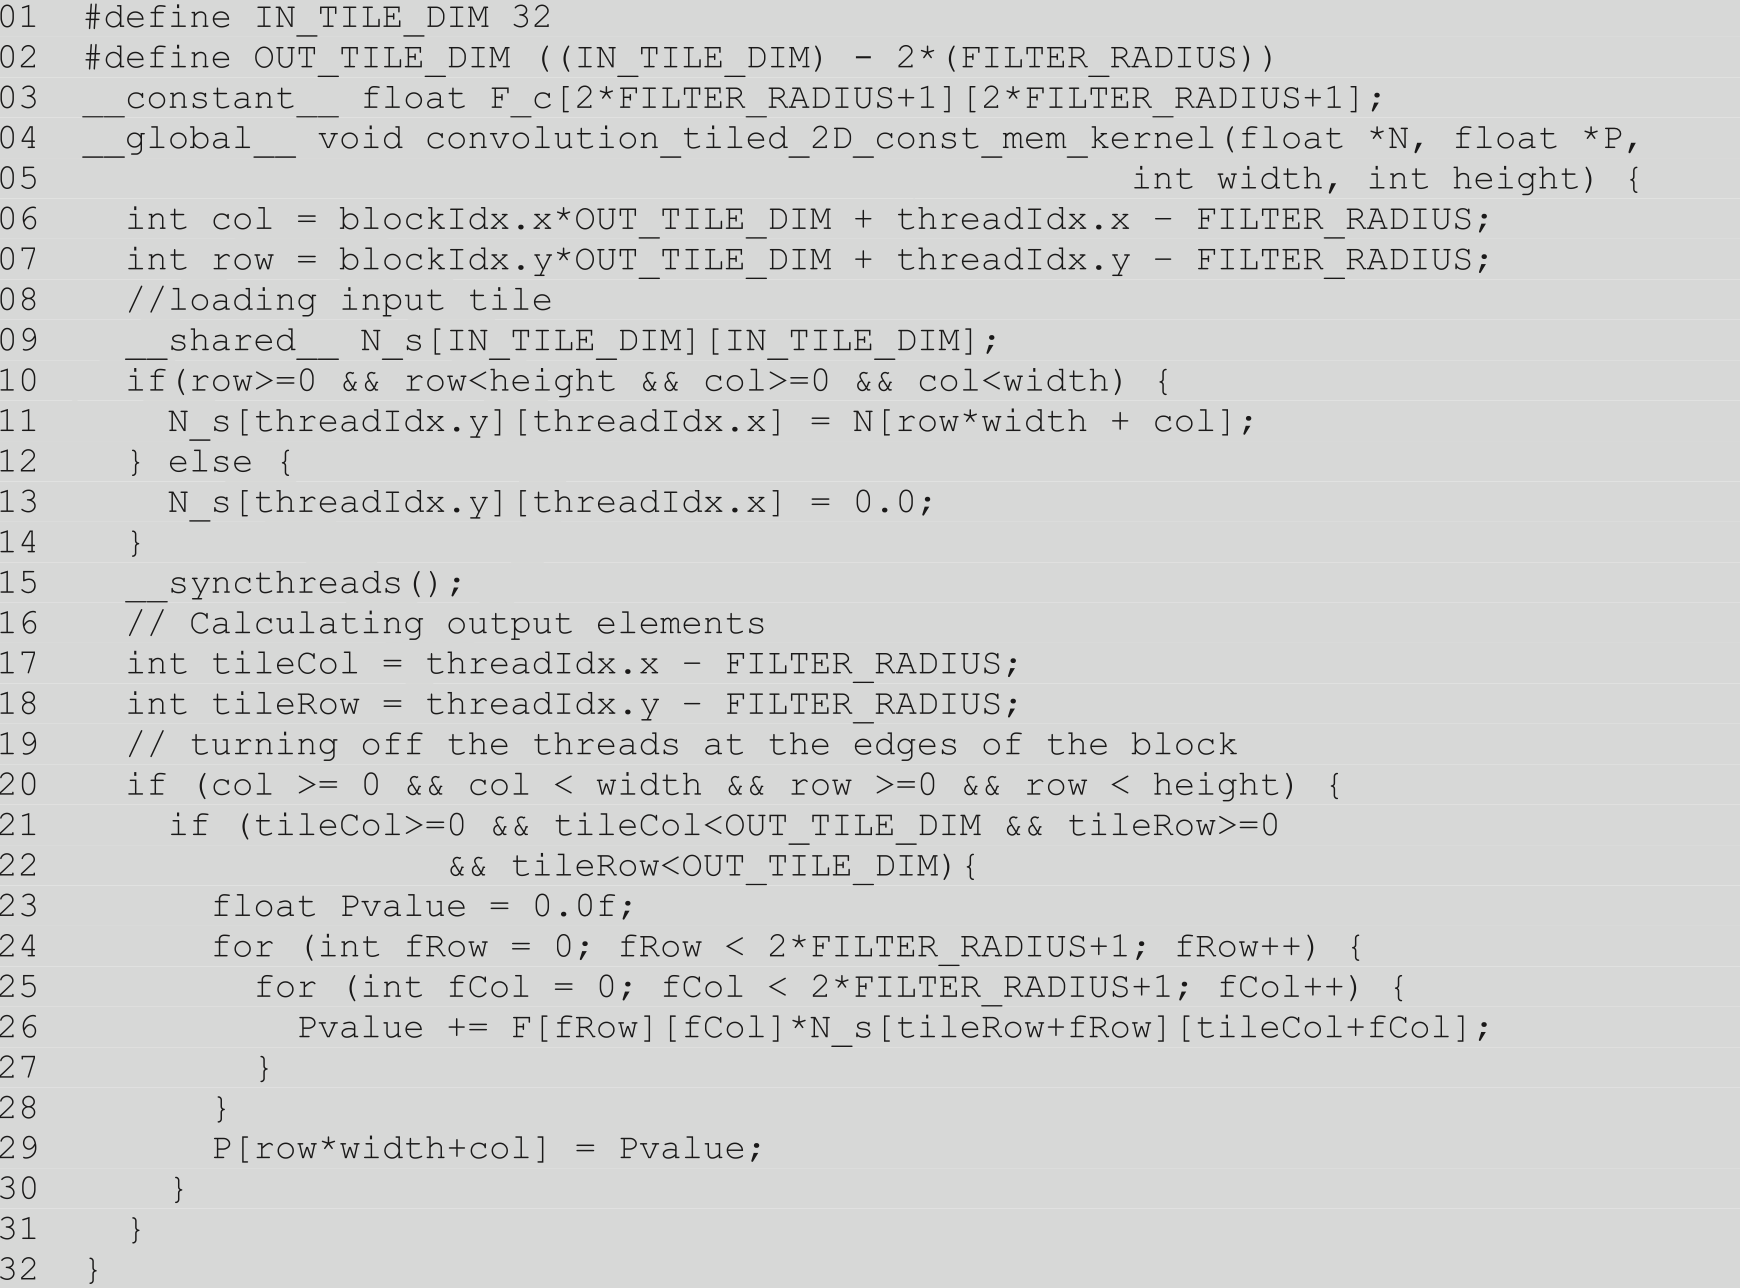 01 #define IN_TILE_DIM 32
02 #define OUT_TILE_DIM ((IN_TILE_DIM) - 2*(FILTER_RADIUS))
03 __constant__ float F_c[2*FILTER_RADIUS+1][2*FILTER_RADIUS+1];
04 __global__ void convolution_tiled_2D_const_mem_kernel(float *N, float *P,
05                                                  int width, int height) {
06   int col = blockIdx.x*OUT_TILE_DIM + threadIdx.x - FILTER_RADIUS;
07   int row = blockIdx.y*OUT_TILE_DIM + threadIdx.y - FILTER_RADIUS;
08   //loading input tile
09   __shared__ N_s[IN_TILE_DIM][IN_TILE_DIM];
10   if(row>=0 && row<height && col>=0 && col<width) {
11     N_s[threadIdx.y][threadIdx.x] = N[row*width + col];
12   } else {
13     N_s[threadIdx.y][threadIdx.x] = 0.0;
14   }
15   __syncthreads();
16   // Calculating output elements
17   int tileCol = threadIdx.x - FILTER_RADIUS;
18   int tileRow = threadIdx.y - FILTER_RADIUS;
19   // turning off the threads at the edges of the block
20   if (col >= 0 && col < width && row >=0 && row < height) {
21     if (tileCol>=0 && tileCol<OUT_TILE_DIM && tileRow>=0
22                  && tileRow<OUT_TILE_DIM){
23       float Pvalue = 0.0f;
24       for (int fRow = 0; fRow < 2*FILTER_RADIUS+1; fRow++) {
25         for (int fCol = 0; fCol < 2*FILTER_RADIUS+1; fCol++) {
26           Pvalue += F[fRow][fCol]*N_s[tileRow+fRow][tileCol+fCol];
27         }
28       }
29       P[row*width+col] = Pvalue;
30     }
31   }
32 }